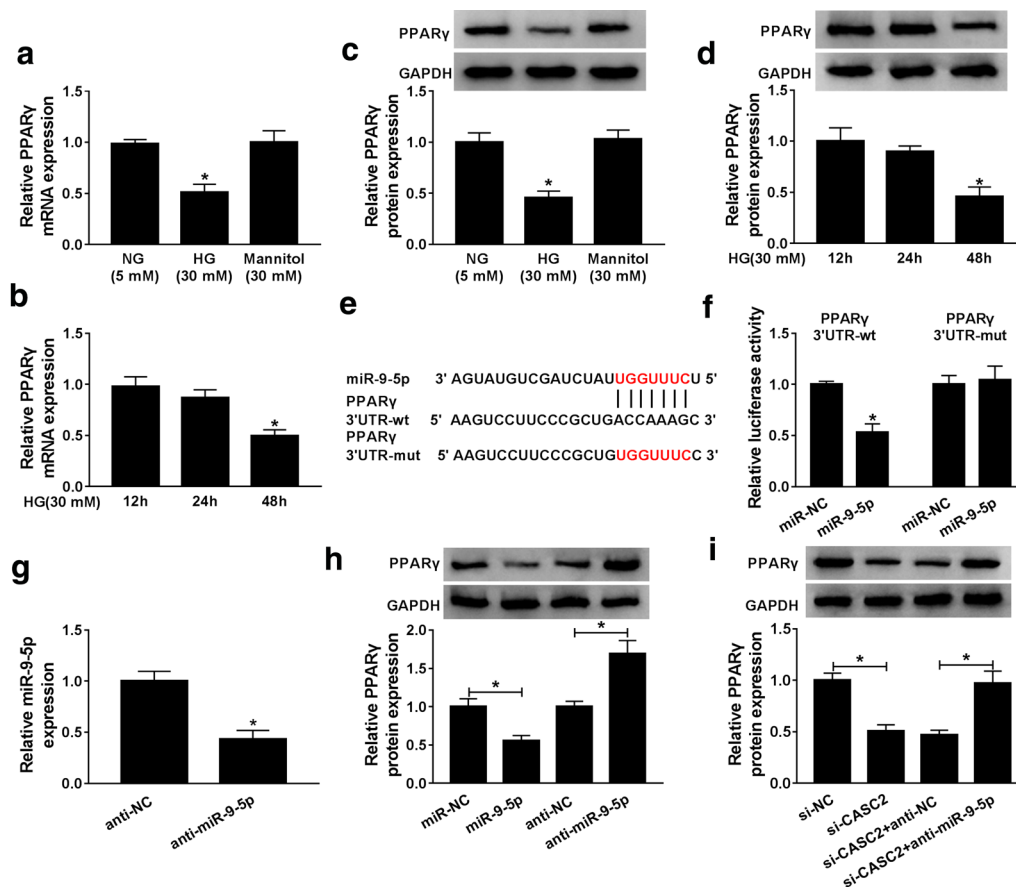 a
Relative PPARγ
mRNA expression
1.5
1.0
0.5
0.0
*
NG
(5 mM)
HG
(30 mM)
Mannitol
(30 mM)
c
PPARγ
GAPDH
Relative PPARγ
protein expression
1.5
1.0
0.5
0.0
*
NG
(5 mM)
HG
(30 mM)
Mannitol
(30 mM)
d
PPARγ
GAPDH
Relative PPARγ
protein expression
1.5
1.0
0.5
0.0
*
HG(30 mM) 12h 24h 48h
b
Relative PPARγ
mRNA expression
1.5
1.0
0.5
0.0
*
HG(30 mM) 12h 24h 48h
e
miR-9-5p 3' AGUAUGUCGAUCUAUUGGUUUCU 5'
PPARγ
3'UTR-wt 5' AAGUCCUUCCCGCUGACCAAAGC 3'
PPARγ
3'UTR-mut 5' AAGUCCUUCCCGCUGUGGUUUCC 3'
f
Relative luciferase activity
1.5
1.0
0.5
0.0
PPARγ
3'UTR-wt
PPARγ
3'UTR-mut
*
miR-NC
miR-9-5p
miR-NC
miR-9-5p
g
Relative miR-9-5p
expression
1.5
1.0
0.5
0.0
*
anti-NC
anti-miR-9-5p
h
PPARγ
GAPDH
Relative PPARγ
protein expression
2.0
1.5
1.0
0.5
0.0
*
*
miR-NC
miR-9-5p
anti-NC
anti-miR-9-5p
i
PPARγ
GAPDH
Relative PPARγ
protein expression
1.5
1.0
0.5
0.0
*
*
si-NC
si-CASC2
si-CASC2+anti-NC
si-CASC2+anti-miR-9-5p